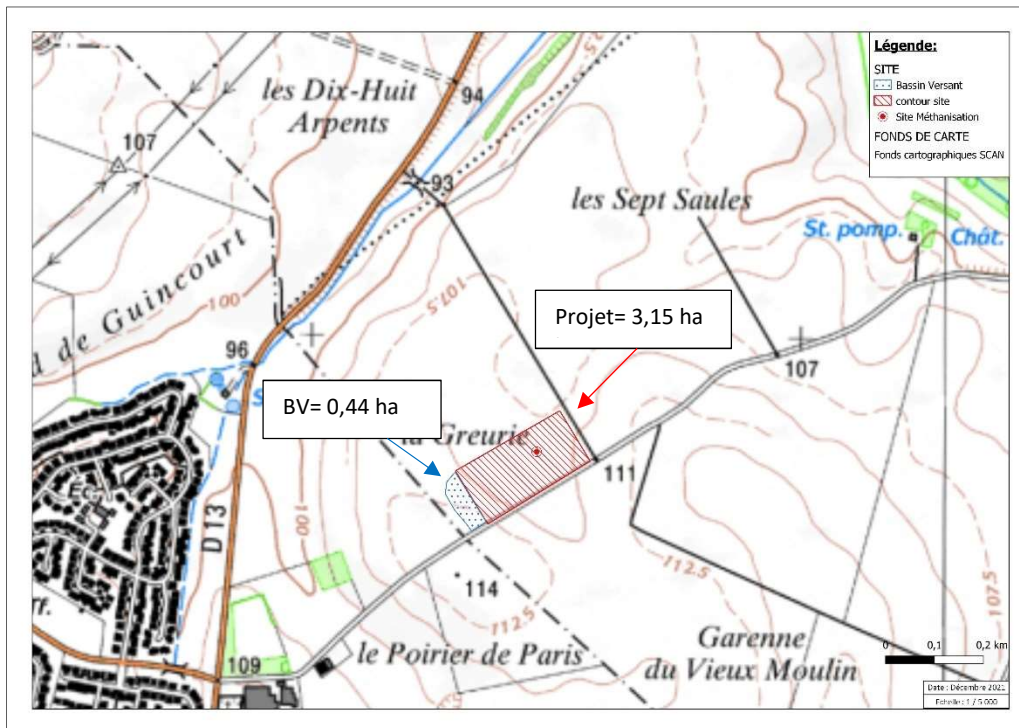 Légende:
SITE
Bassin Versant
contour site
Site Méthanisation
FONDS DE CARTE
Fonds cartographiques SCAN
les Dix-Huit
Arpents
94
107
93
les Sept Saules
St. pomp.
Chât.
d de Guincourt
100
107.5
Projet= 3,15 ha
96
107
BV= 0,44 ha
la Greurie
111
D 13
100
112.5
107.5
114
112.5
Garenne
du Vieux Moulin
le Poirier de Paris
109
0 0,1 0,2 km
Date : Décembre 2021
Echelle : 1 / 5 000